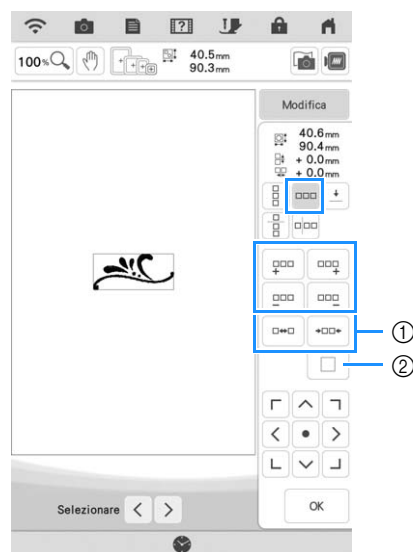 100%
40.5mm
90.3mm
Modifica
40.6mm
90.4mm
+ 0.0mm
+ 0.0mm
①
②
Selezionare
OK